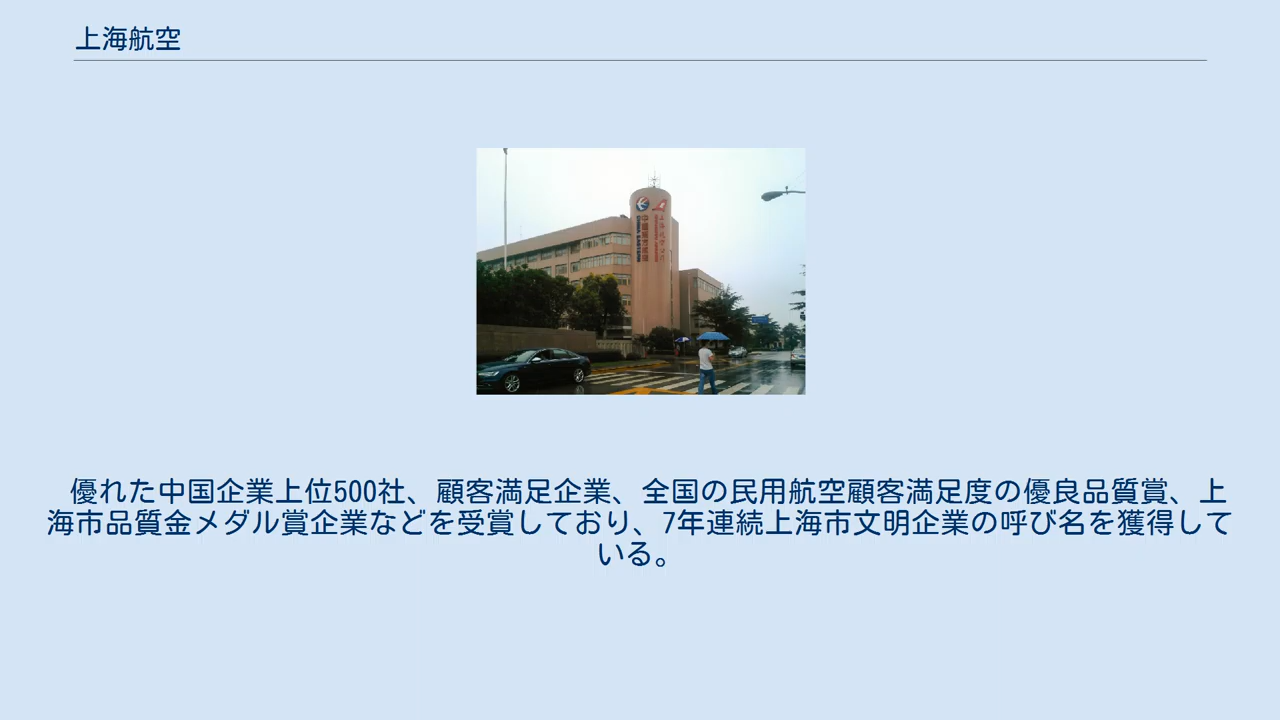 上海航空
優れた中国企業上位500社、顧客満足企業、全国の民用航空顧客満足度の優良品質賞、上
海市品質金メダル賞企業などを受賞しており、7年連続上海市文明企業の呼び名を獲得して
いる。